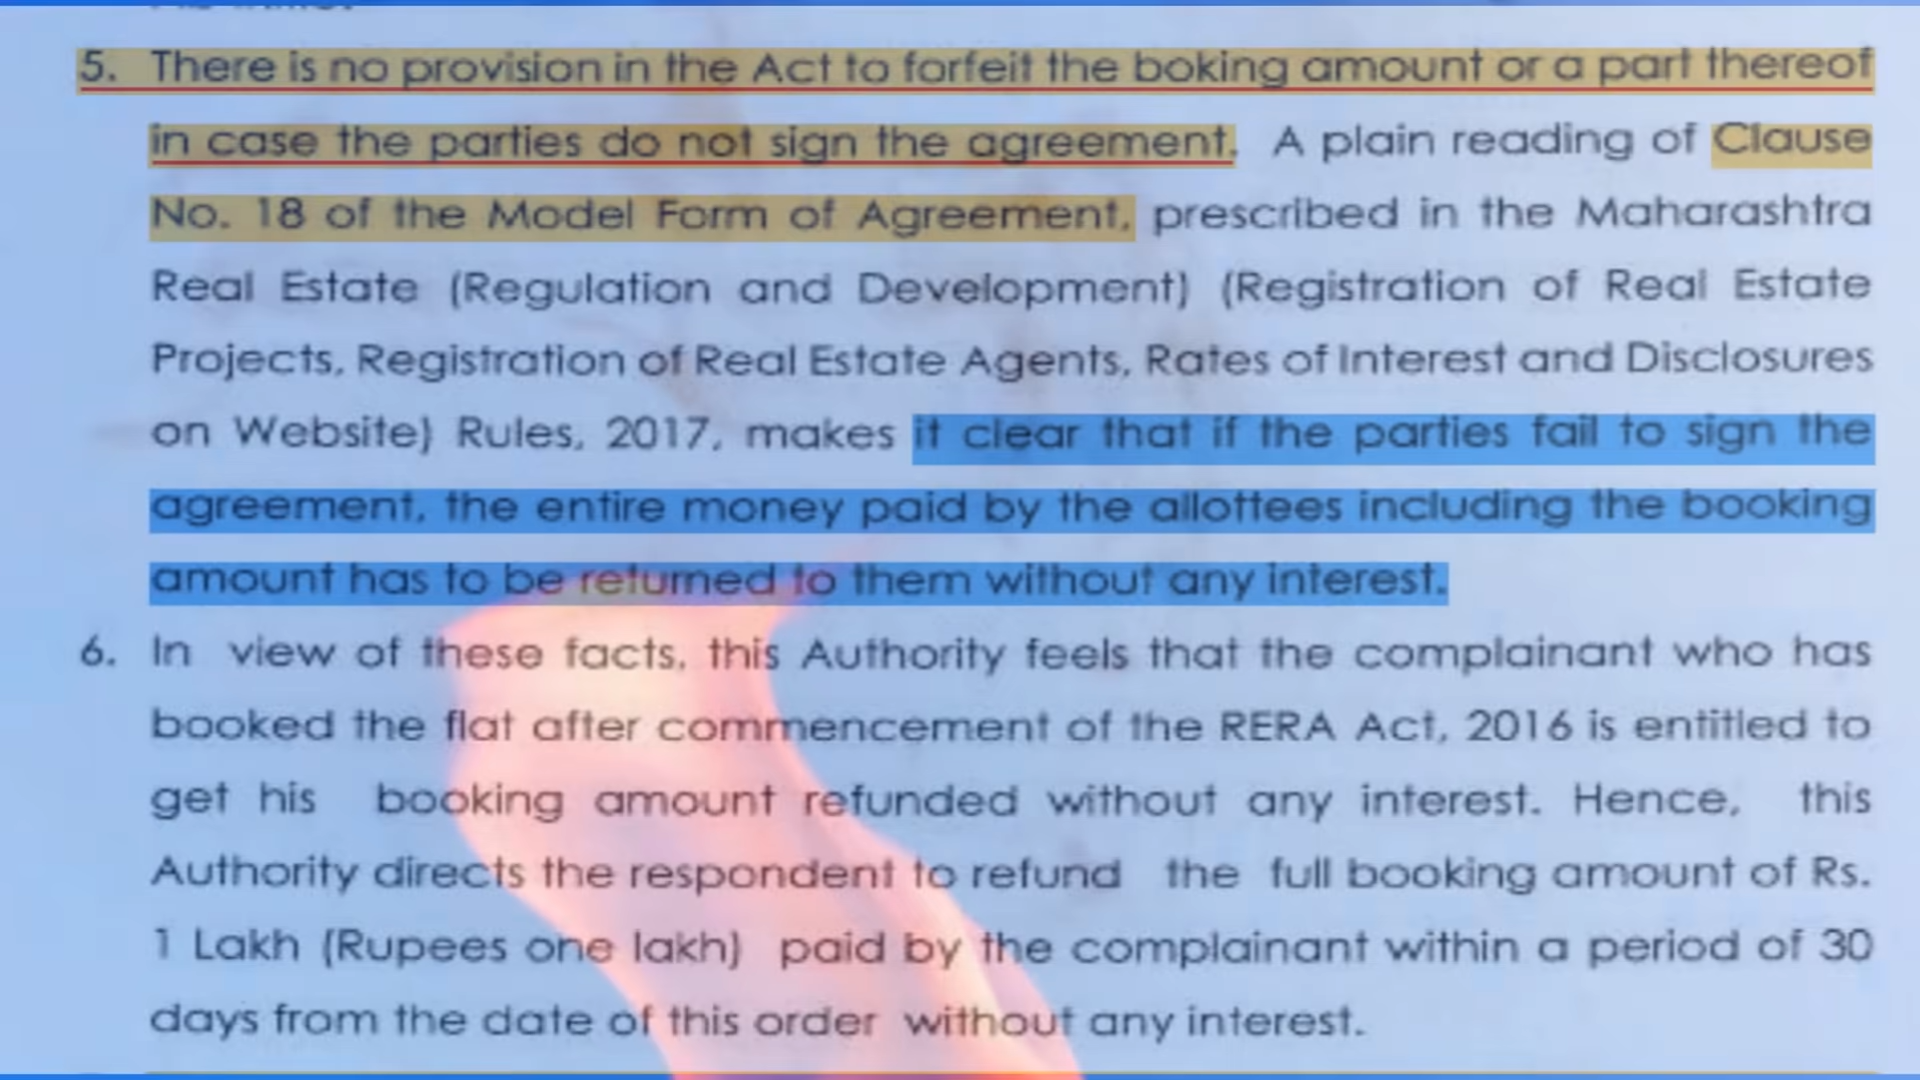 5. There is no provision in the Act to forfeit the boking amount or a part thereof
in case the parties do not sign the agreement. A plain reading of Clause
No. 18 of the Model Form of Agreement, prescribed in the Maharashtra
Real Estate (Regulation and Development) (Registration of Real Estate
Projects, Registration of Real Estate Agents, Rates of Interest and Disclosures
on Website) Rules, 2017, makes it clear that if the parties fail to sign the
agreement, the entire money paid by the allottees including the booking
amount has to be returned to them without any interest.
6. In view of these facts, this Authority feels that the complainant who has
booked the flat after commencement of the RERA Act, 2016 is entitled to
get his booking amount refunded without any interest. Hence, this
Authority directs the respondent to refund the full booking amount of Rs.
1 Lakh (Rupees one lakh) paid by the complainant within a period of 30
days from the date of this order without any interest.